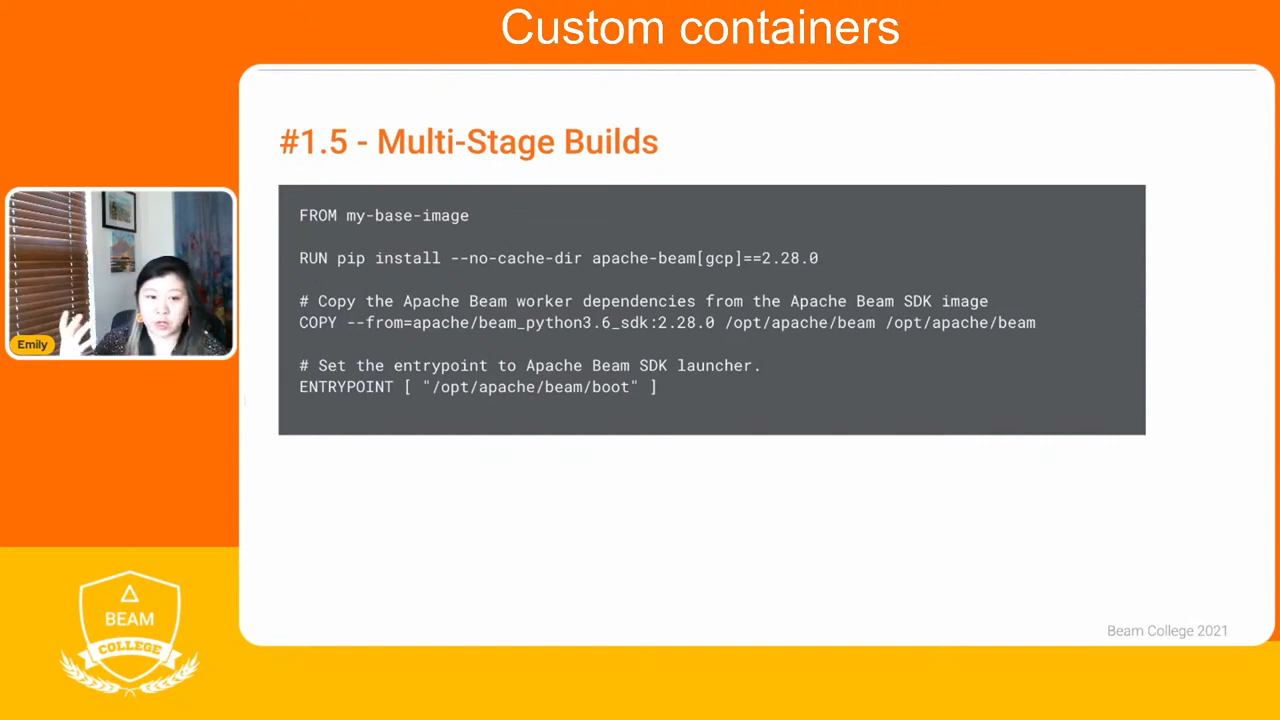 Custom containers
#1.5 - Multi-Stage Builds
FROM my-base-image
RUN pip install --no-cache-dir apache-beam[gcp]==2.28.0
# Copy the Apache Beam worker dependencies from the Apache Beam SDK image
COPY --from=apache/beam_python3.6_sdk:2.28.0 /opt/apache/beam /opt/apache/beam
# Set the entrypoint to Apache Beam SDK launcher.
ENTRYPOINT [ "/opt/apache/beam/boot" ]
Emily
BEAM
COLLEGE
Beam College 2021